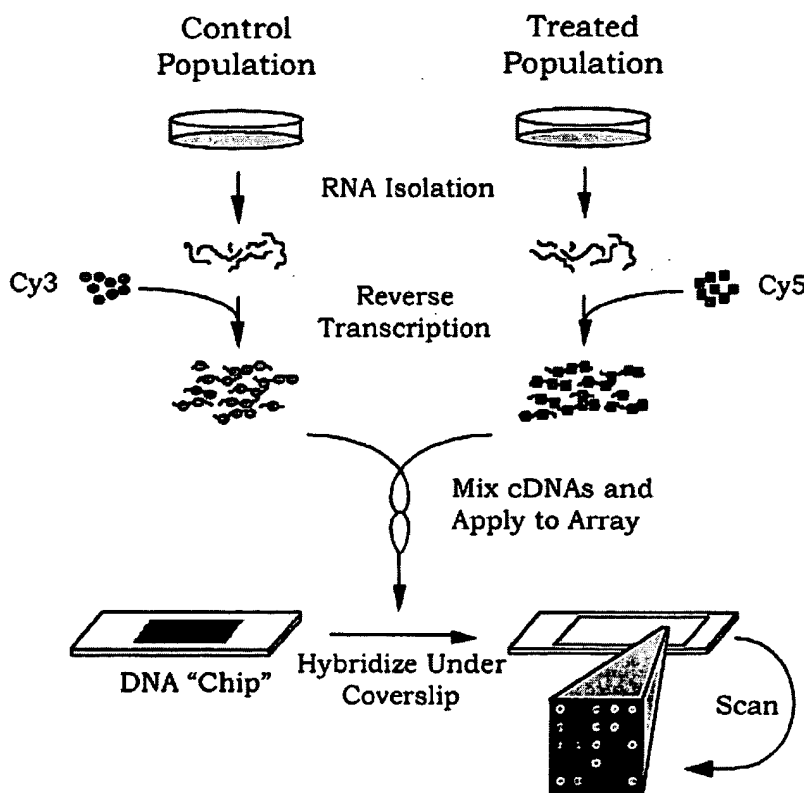 Control
Population
Treated
Population
RNA Isolation
Cy3
Reverse
Transcription
Cy5
Mix cDNAs and
Apply to Array
DNA “Chip”
Hybridize Under
Coverslip
Scan